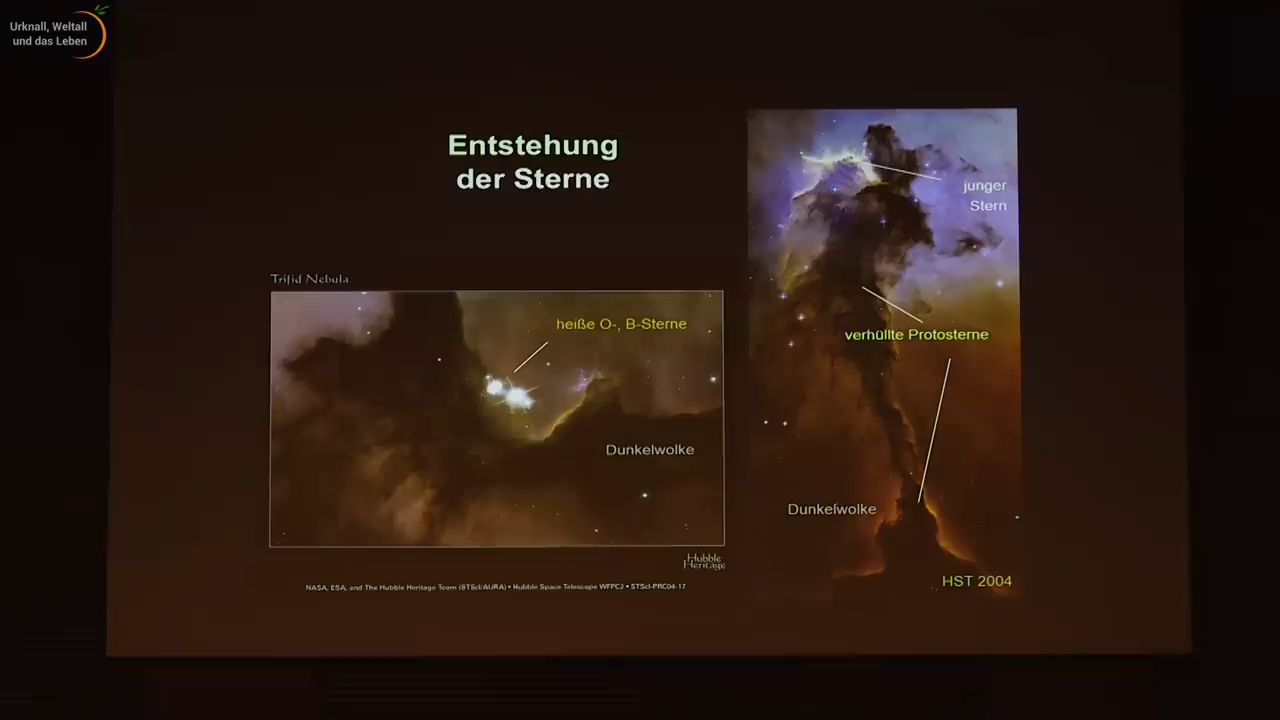 Urknall, Weltall
und das Leben
Entstehung
der Sterne
Trifid Nebula
heiße O-, B-Sterne
Dunkelwolke
Hubble
Heritage
NASA, ESA, and The Hubble Heritage Team (STScI/AURA) • Hubble Space Telescope WFPC2 • STScI-PRC04-17
junger
Stern
verhüllte Protosterne
Dunkelwolke
HST 2004